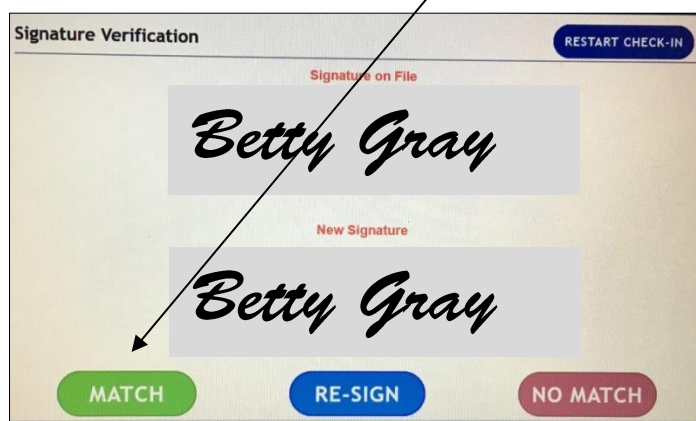 Signature Verification
RESTART CHECK-IN
Signature on File
Betty Gray
New Signature
Betty Gray
MATCH RE-SIGN NO MATCH